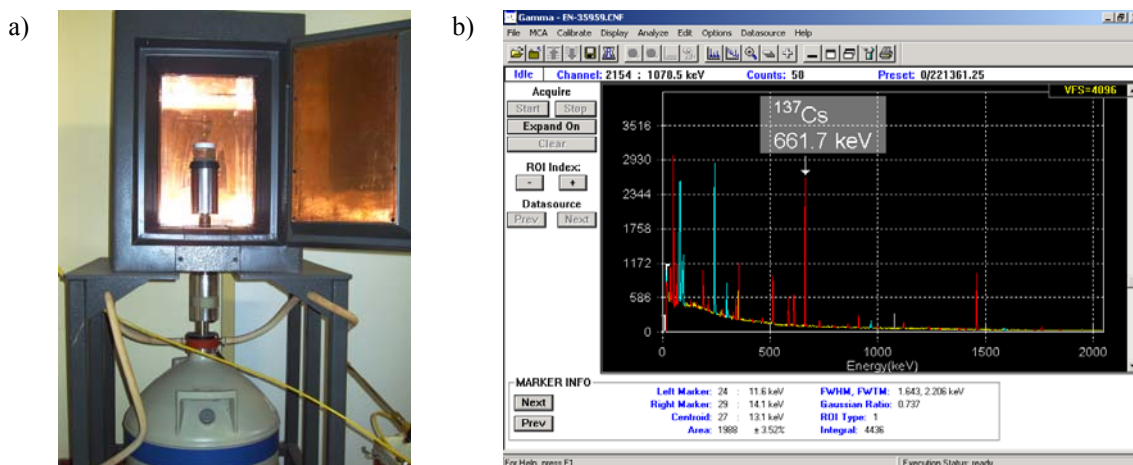 a)
b)
Gamma - EN-35959.CNF
File MCA Calibrate Display Analyze Edit Options Datasource Help
Idle Channel: 2154 : 1078.5 keV Counts: 58 Preset: 0/221361.25
Acquire
Start Stop
Expand On
Clear
ROI Index:
- +
Datasource
Prev Next
VFS=4096
137Cs
661.7 keV
3516
2930
2344
1758
1172
586
0
0 500 1000 1500 2000
Energy(keV)
MARKER INFO
Next
Prev
Left Marker: 24 : 11.6 keV FWHM, FWTM: 1.643, 2.206 keV
Right Marker: 29 : 14.1 keV Gaussian Ratio: 0.737
Centroid: 27 : 13.1 keV ROI Type: 1
Area: 1988 ± 3.52% Integral: 4436
For Help, press F1
Execution Status: ready